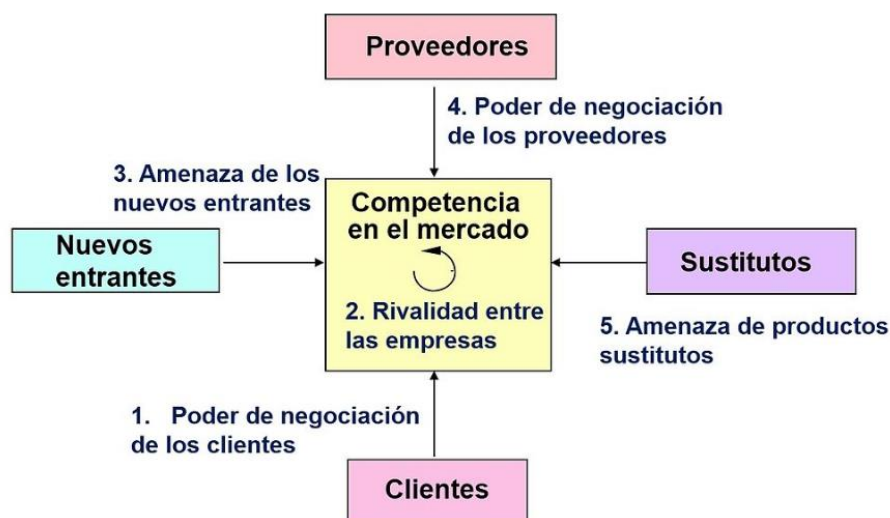 Proveedores
4. Poder de negociación
de los proveedores
3. Amenaza de los
nuevos entrantes
Competencia
en el mercado
Nuevos
entrantes
Sustitutos
2. Rivalidad entre
las empresas
5. Amenaza de productos
sustitutos
1. Poder de negociación
de los clientes
Clientes